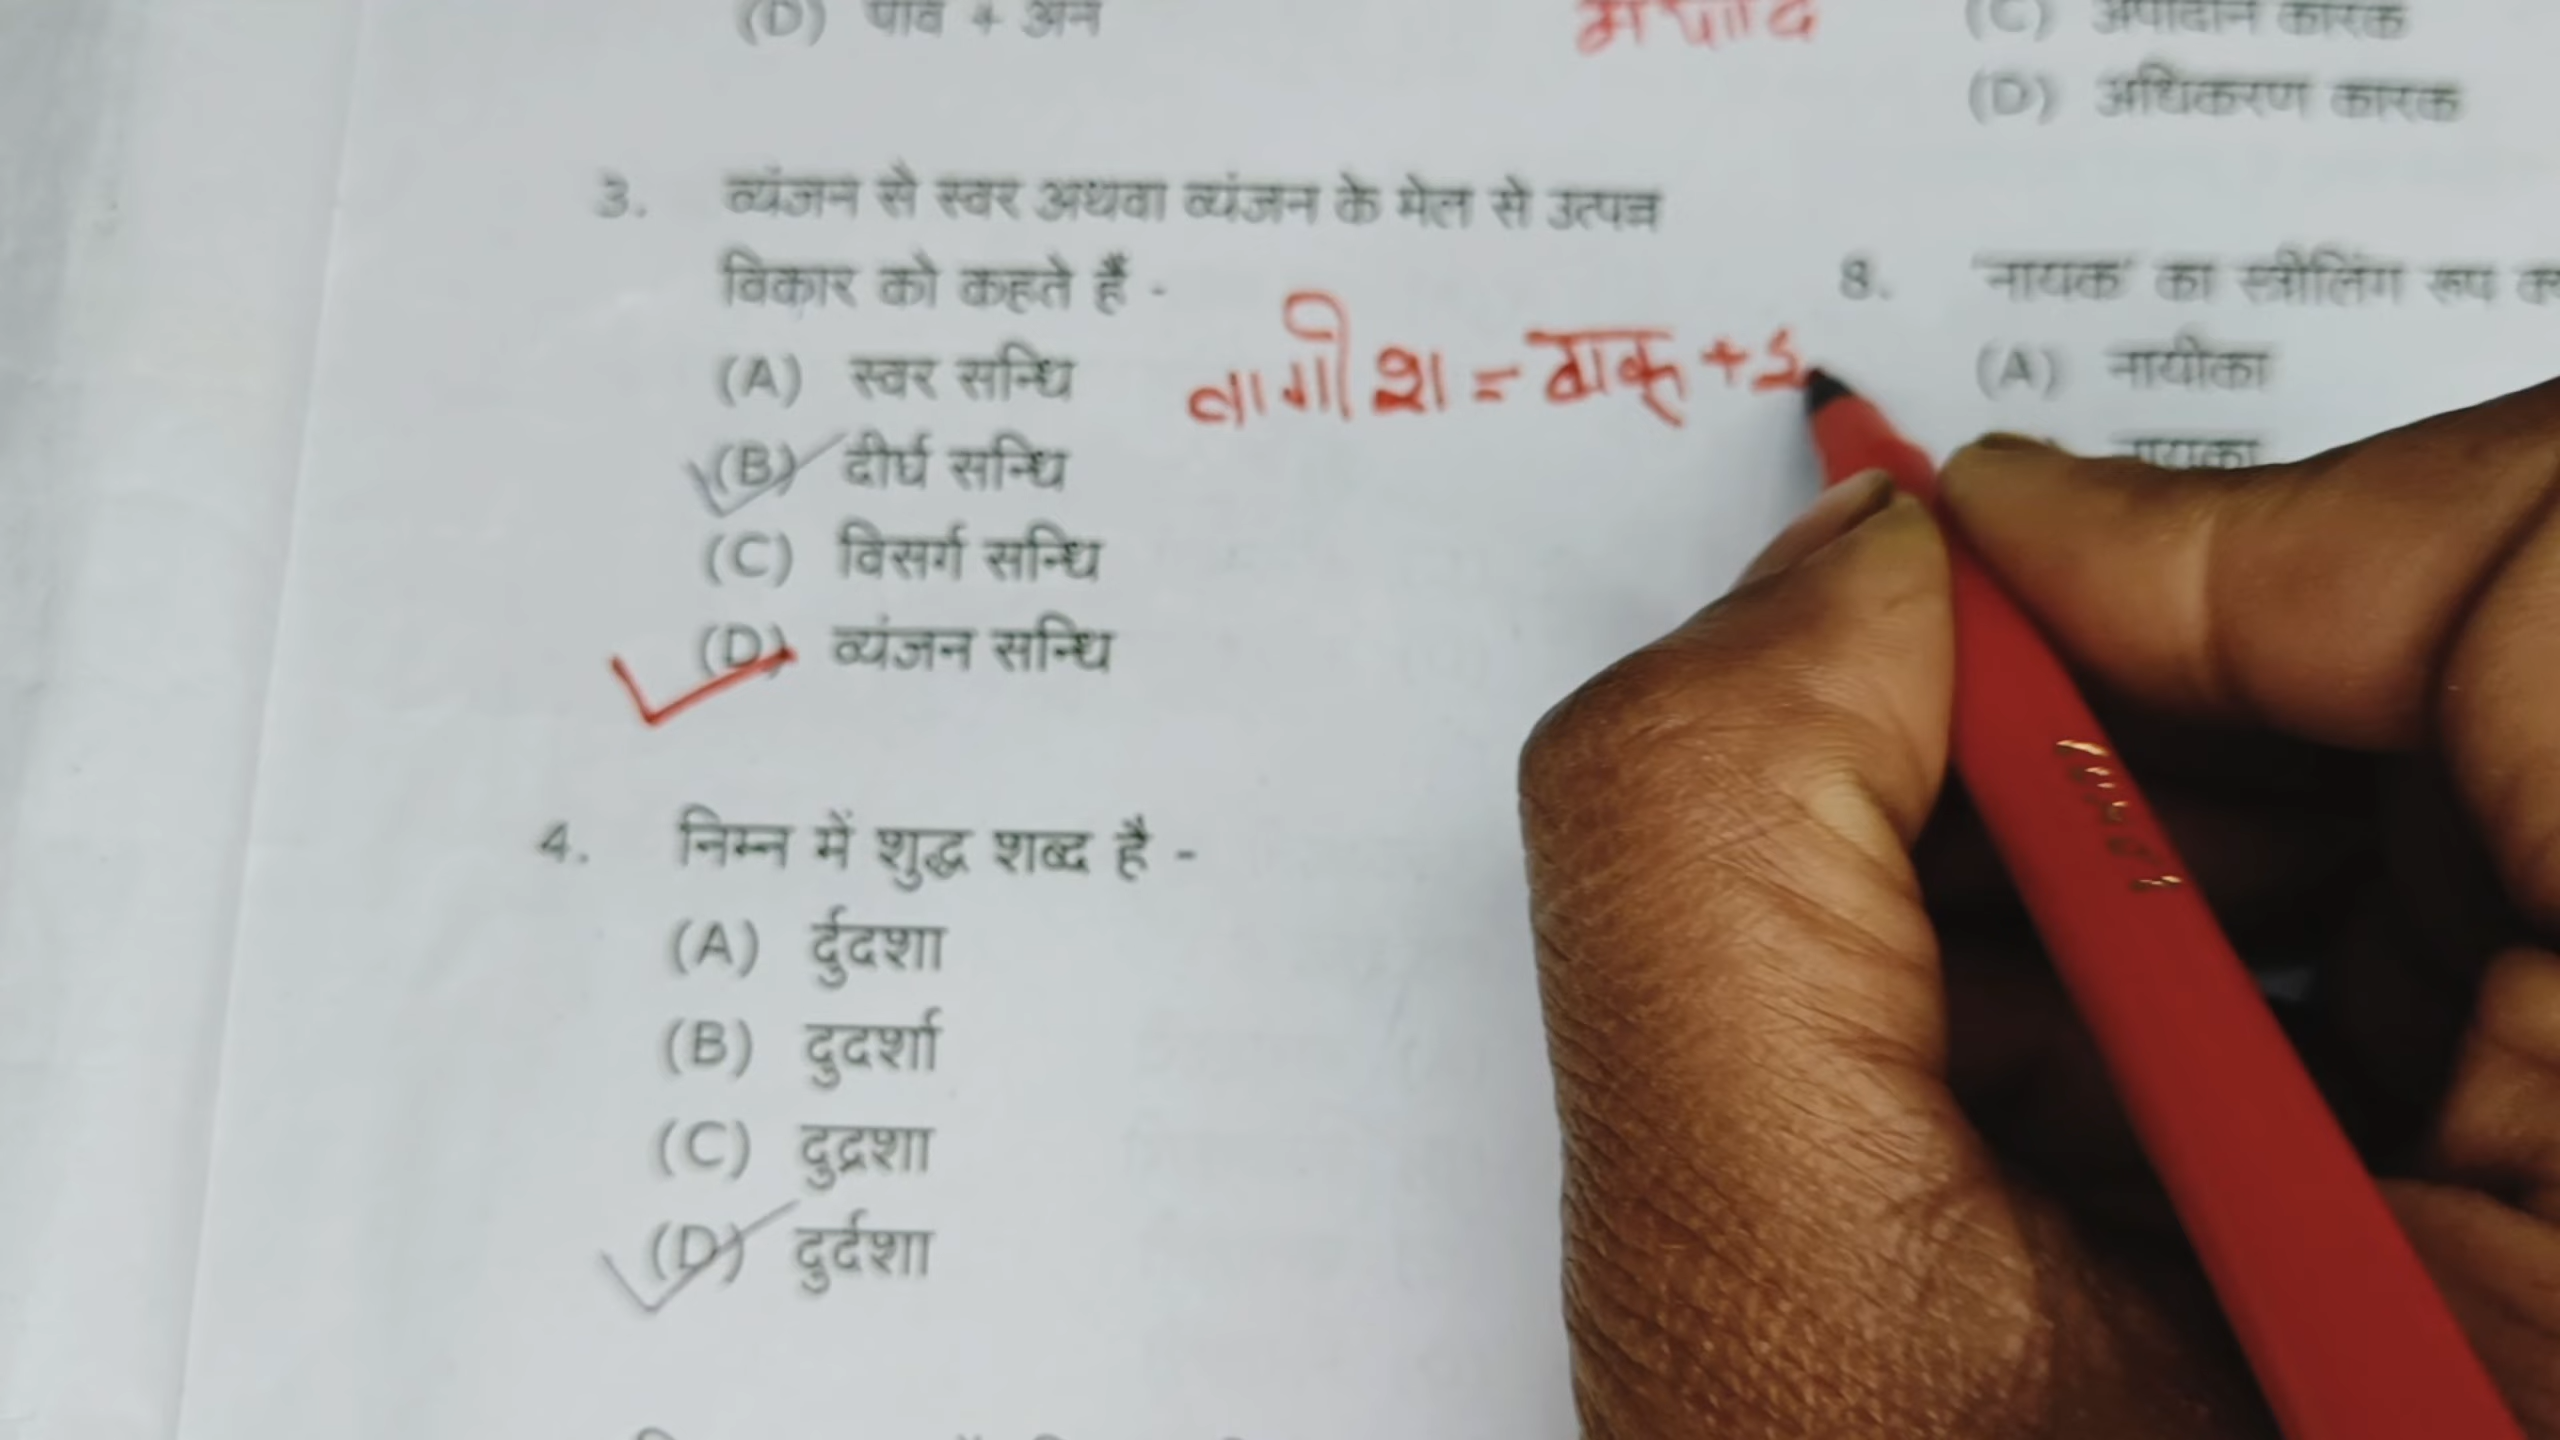 (D) पाव + अन
3. व्यंजन से स्वर अथवा व्यंजन के मेल से उत्पन्न
विकार को कहते हैं -
(A) स्वर सन्धि
(B) दीर्घ सन्धि
(C) विसर्ग सन्धि
(D) व्यंजन सन्धि
वागीश = वाक् +
4. निम्न में शुद्ध शब्द है -
(A) र्दुदशा
(B) दुदर्शा
(C) दुद्रशा
(D) दुर्दशा
(C) अपादान कारक
(D) अधिकरण कारक
8. 'नायक' का स्त्रीलिंग रूप
(A) नायीका